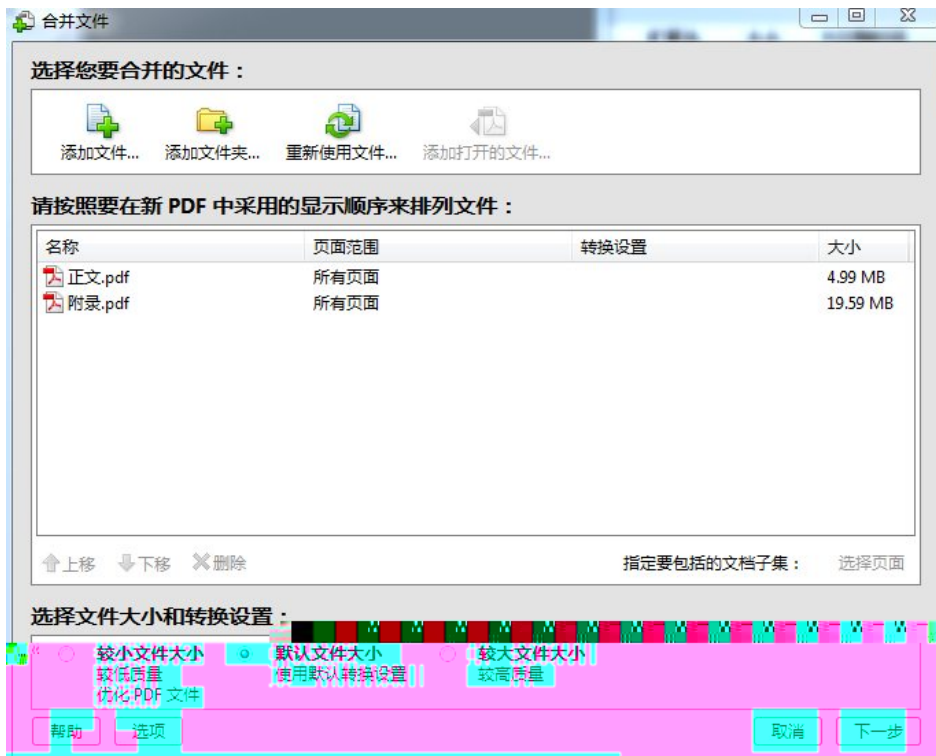 合并文件
选择您要合并的文件：
添加文件... 添加文件夹... 重新使用文件... 添加打开的文件...
请按照要在新 PDF 中采用的显示顺序来排列文件：
名称 页面范围 转换设置 大小
正文.pdf 所有页面 4.99 MB
附录.pdf 所有页面 19.59 MB
上移 下移 删除 指定要包括的文档子集： 选择页面
选择文件大小和转换设置：
较小文件大小 默认文件大小 较大文件大小
较低质量 使用默认转换设置 较高质量
优化 PDF 文件
帮助 选项 取消 下一步